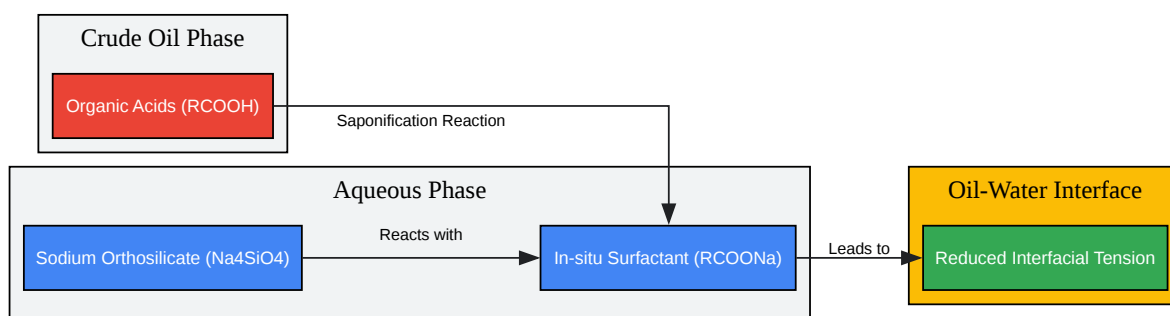 Crude Oil Phase
Organic Acids (RCOOH)
Saponification Reaction
Aqueous Phase
Sodium Orthosilicate (Na4SiO4)
Reacts with
In-situ Surfactant (RCOONa)
Leads to
Oil-Water Interface
Reduced Interfacial Tension